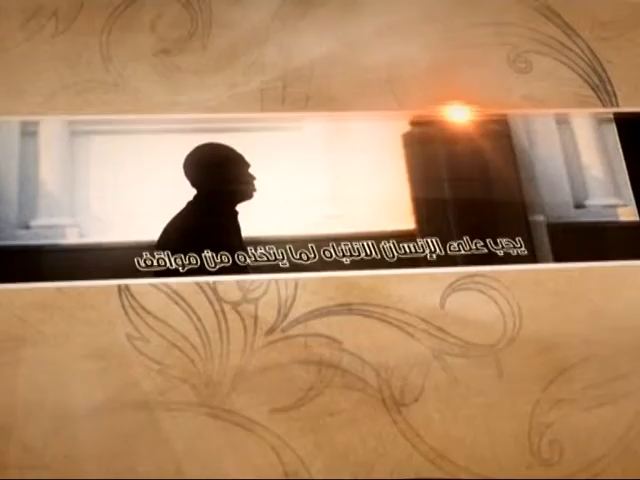 يجب على الإنسان الانتباه لما يتخذه من مواقف